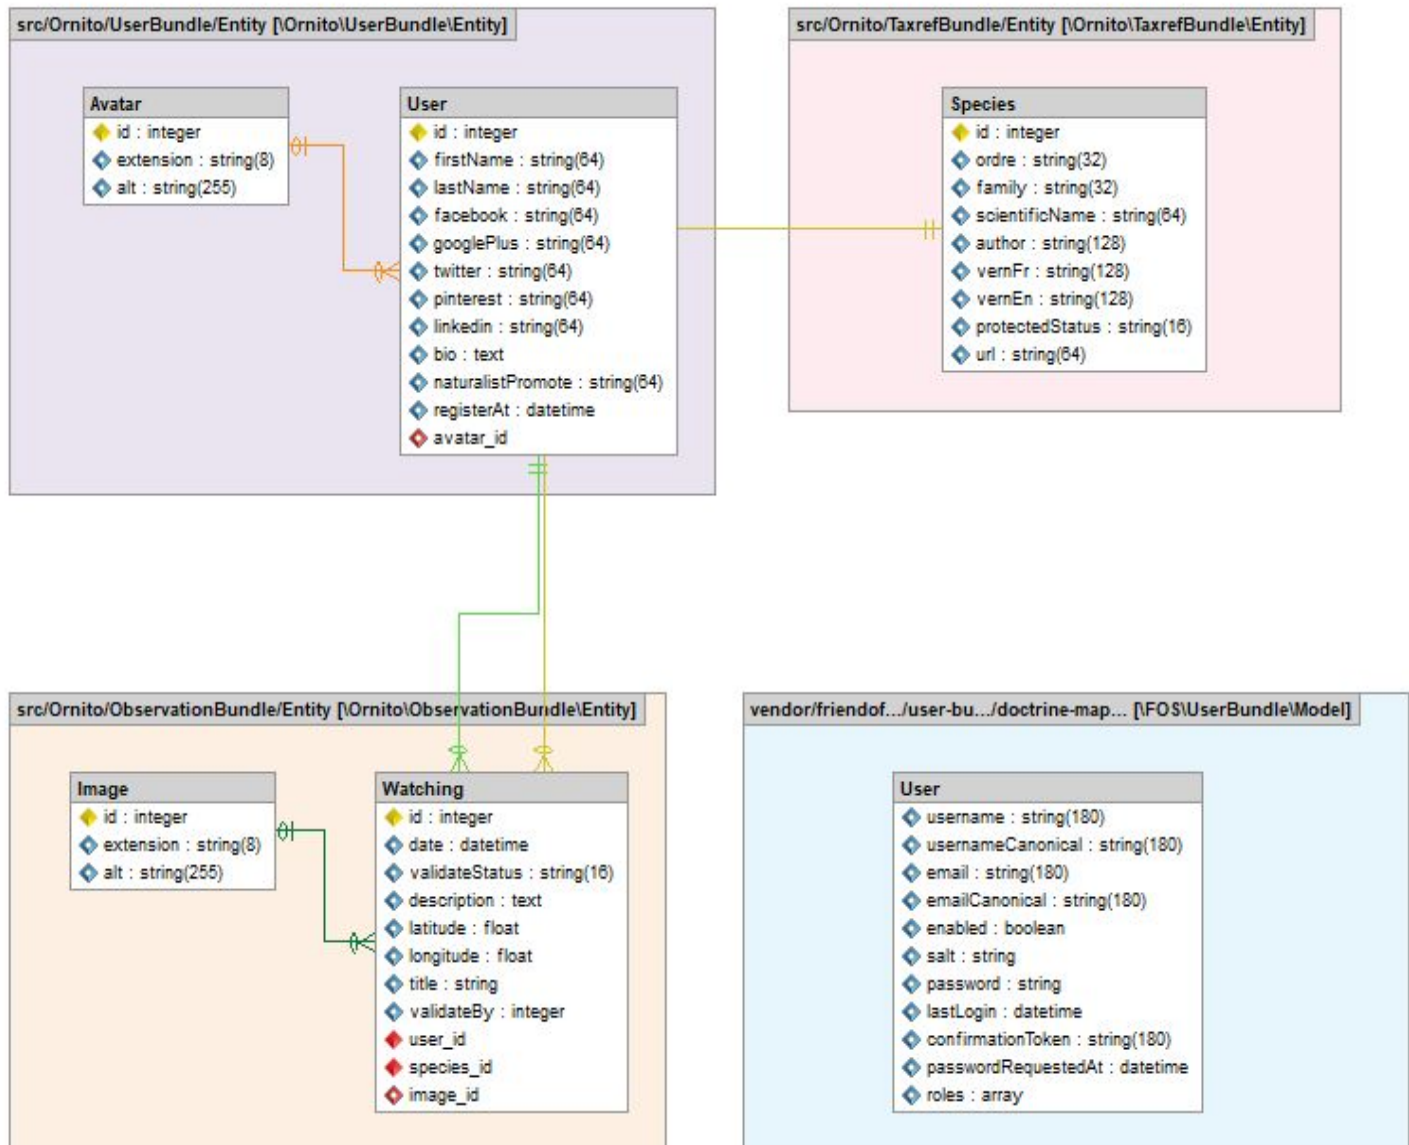 src/Ornito/UserBundle/Entity [\Ornito\UserBundle\Entity]
Avatar
id : integer
extension : string(8)
alt : string(255)
User
id : integer
firstName : string(64)
lastName : string(64)
facebook : string(64)
googlePlus : string(64)
twitter : string(64)
pinterest : string(64)
linkedin : string(64)
bio : text
naturalistPromote : string(64)
registerAt : datetime
avatar_id
src/Ornito/TaxrefBundle/Entity [\Ornito\TaxrefBundle\Entity]
Species
id : integer
ordre : string(32)
family : string(32)
scientificName : string(64)
author : string(128)
vernFr : string(128)
vernEn : string(128)
protectedStatus : string(16)
url : string(64)
src/Ornito/ObservationBundle/Entity [\Ornito\ObservationBundle\Entity]
Image
id : integer
extension : string(8)
alt : string(255)
Watching
id : integer
date : datetime
validateStatus : string(16)
description : text
latitude : float
longitude : float
title : string
validateBy : integer
user_id
species_id
image_id
vendor/friendof.../user-bu.../doctrine-map... [\FOS\UserBundle\Model]
User
username : string(180)
usernameCanonical : string(180)
email : string(180)
emailCanonical : string(180)
enabled : boolean
salt : string
password : string
lastLogin : datetime
confirmationToken : string(180)
passwordRequestedAt : datetime
roles : array